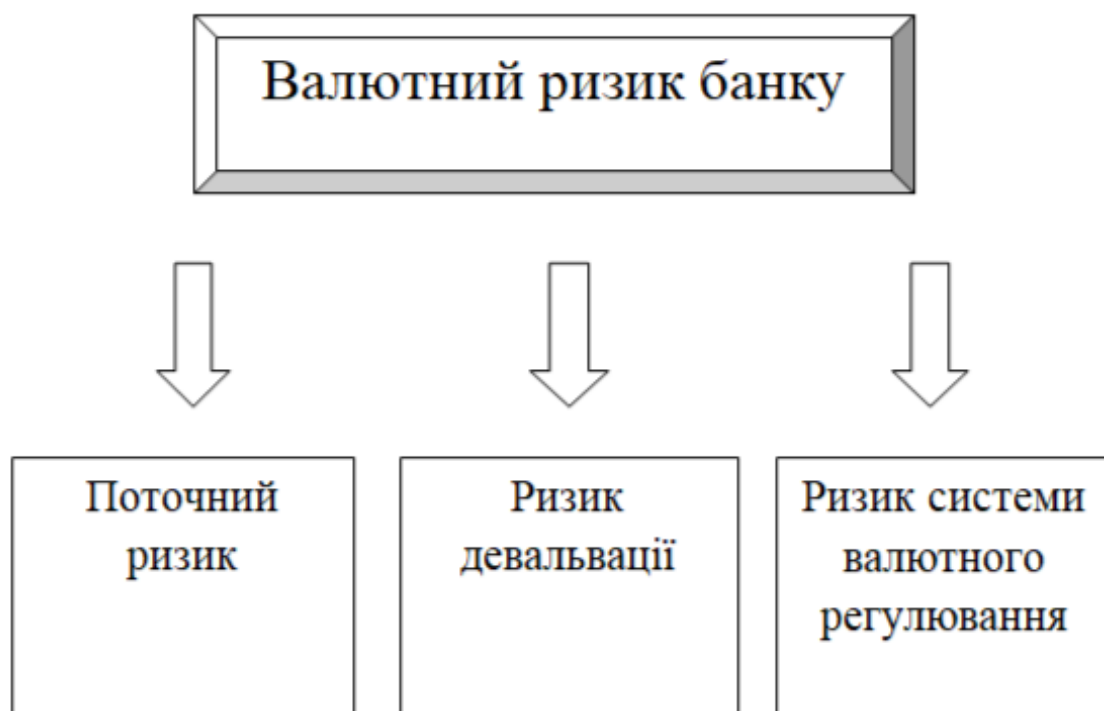 Валютний ризик банку
Поточний
ризик
Ризик
девальвації
Ризик системи
валютного
регулювання